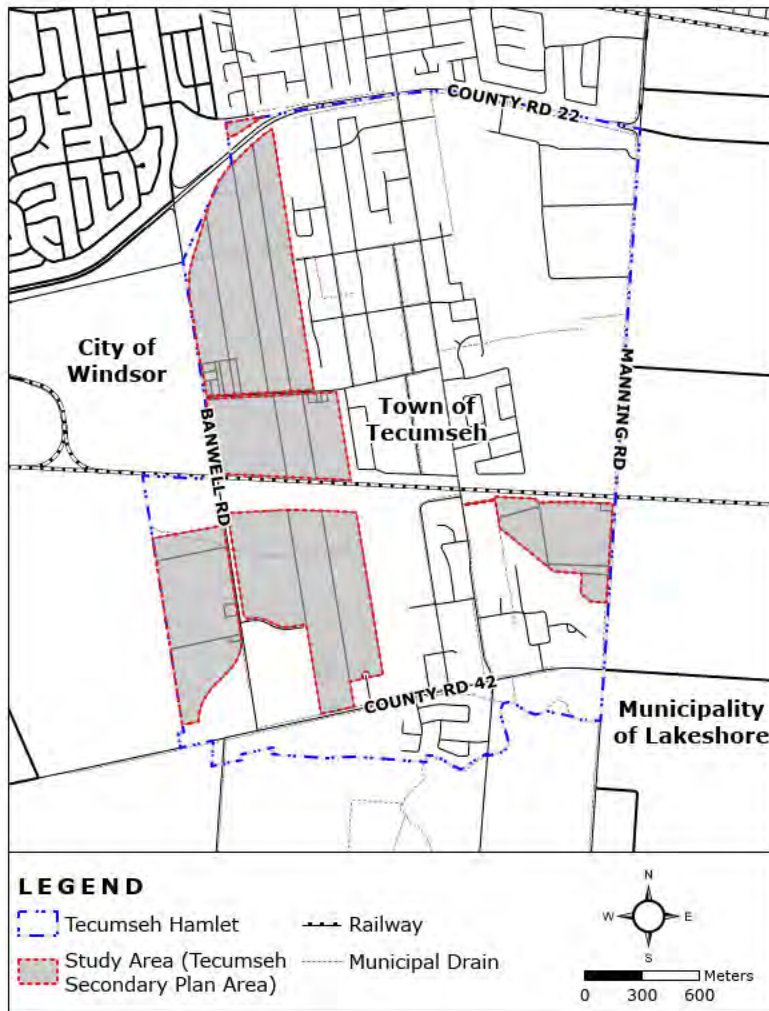 COUNTY RD 22
City of
Windsor
MANNING RD
Town of
Tecumseh
BANWELL RD
COUNTY RD 42
Municipality
of Lakeshore
LEGEND
Tecumseh Hamlet
Railway
Study Area (Tecumseh
Secondary Plan Area)
Municipal Drain
N
W
E
S
Meters
0 300 600